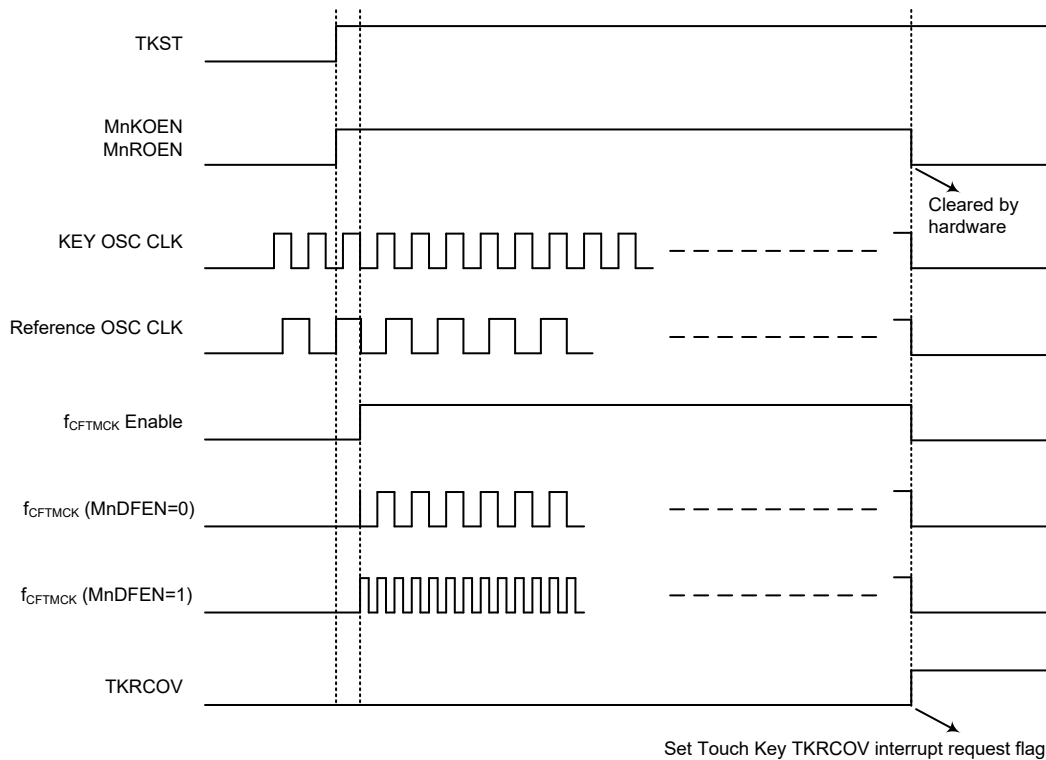 TKST
MnKOEN
MnROEN
Cleared by
hardware
KEY OSC CLK
Reference OSC CLK
fCFTMCK Enable
fCFTMCK (MnDFEN=0)
fCFTMCK (MnDFEN=1)
TKRCOV
Set Touch Key TKRCOV interrupt request flag